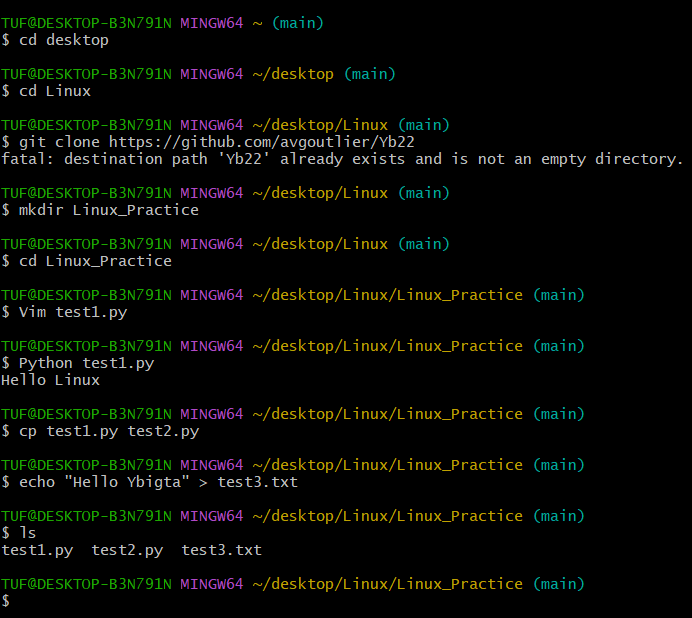 TUF@DESKTOP-B3N791N MINGW64 ~ (main)
$ cd desktop
TUF@DESKTOP-B3N791N MINGW64 ~/desktop (main)
$ cd Linux
TUF@DESKTOP-B3N791N MINGW64 ~/desktop/Linux (main)
$ git clone https://github.com/avgoutlier/Yb22
fatal: destination path 'Yb22' already exists and is not an empty directory.
TUF@DESKTOP-B3N791N MINGW64 ~/desktop/Linux (main)
$ mkdir Linux_Practice
TUF@DESKTOP-B3N791N MINGW64 ~/desktop/Linux (main)
$ cd Linux_Practice
TUF@DESKTOP-B3N791N MINGW64 ~/desktop/Linux/Linux_Practice (main)
$ Vim test1.py
TUF@DESKTOP-B3N791N MINGW64 ~/desktop/Linux/Linux_Practice (main)
$ Python test1.py
Hello Linux
TUF@DESKTOP-B3N791N MINGW64 ~/desktop/Linux/Linux_Practice (main)
$ cp test1.py test2.py
TUF@DESKTOP-B3N791N MINGW64 ~/desktop/Linux/Linux_Practice (main)
$ echo "Hello Ybigta" > test3.txt
TUF@DESKTOP-B3N791N MINGW64 ~/desktop/Linux/Linux_Practice (main)
$ ls
test1.py  test2.py  test3.txt
TUF@DESKTOP-B3N791N MINGW64 ~/desktop/Linux/Linux_Practice (main)
$